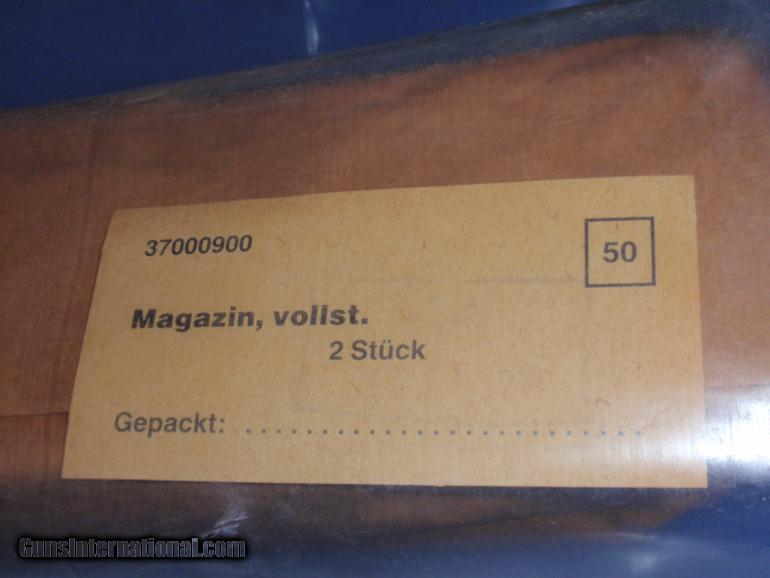 37000900
50
Magazin, vollst.
2 Stück
Gepackt: ..................................
GunsInternational.com